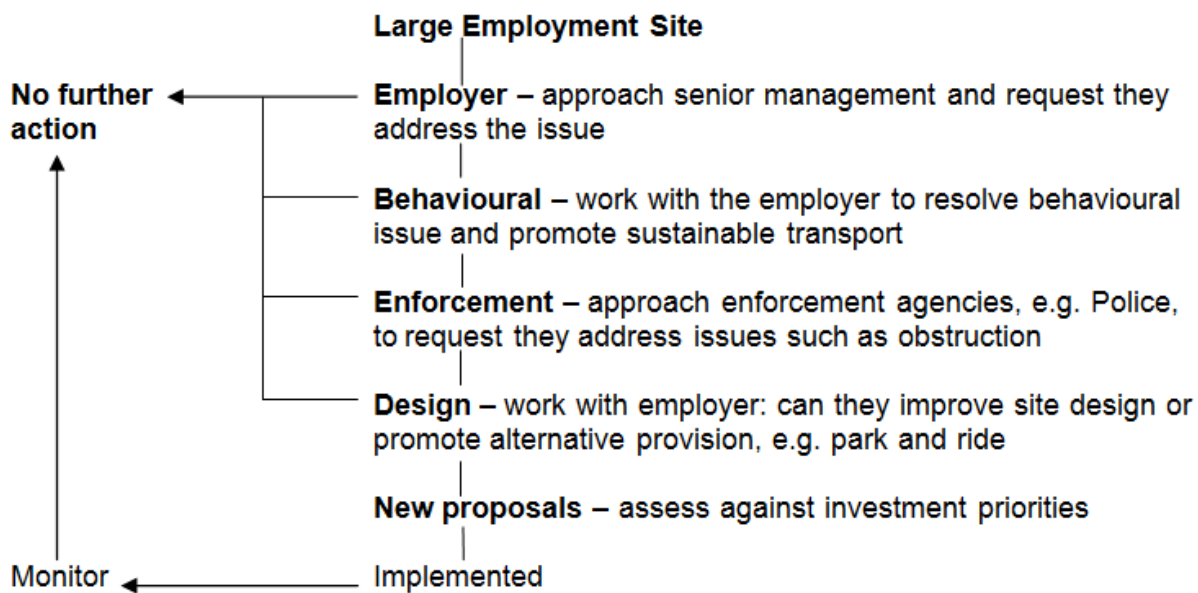 Large Employment Site
No further
action
Employer – approach senior management and request they
address the issue
Behavioural – work with the employer to resolve behavioural
issue and promote sustainable transport
Enforcement – approach enforcement agencies, e.g. Police,
to request they address issues such as obstruction
Design – work with employer: can they improve site design or
promote alternative provision, e.g. park and ride
New proposals – assess against investment priorities
Monitor
Implemented